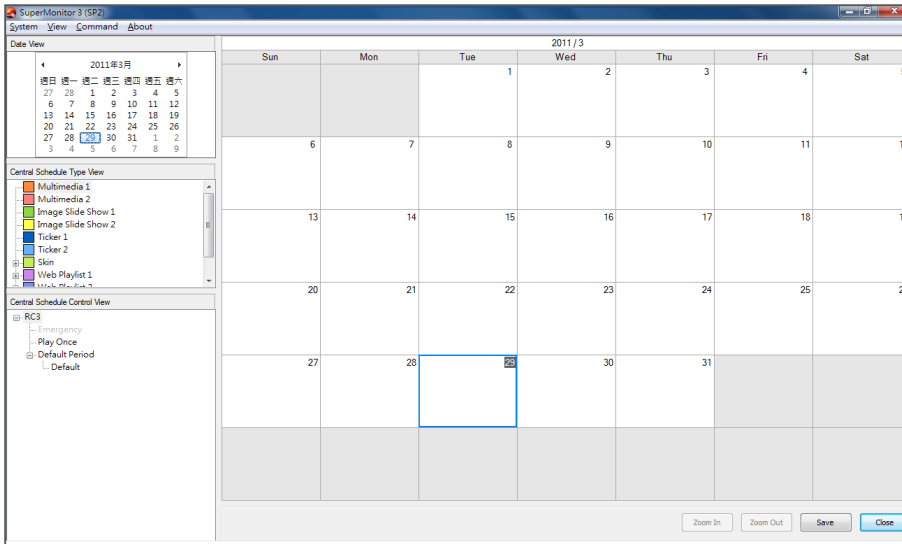 SuperMonitor 3 (SP2)
System View Command About
Date View
2011年3月
週日 週一 週二 週三 週四 週五 週六
27 28 1 2 3 4 5
6 7 8 9 10 11 12
13 14 15 16 17 18 19
20 21 22 23 24 25 26
27 28 29 30 31 1 2
3 4 5 6 7 8 9
Central Schedule Type View
Multimedia 1
Multimedia 2
Image Slide Show 1
Image Slide Show 2
Ticker 1
Ticker 2
Skin
Web Playlist 1
Central Schedule Control View
RC3
Emergency
Play Once
Default Period
Default
2011 / 3
Sun Mon Tue Wed Thu Fri Sat
1 2 3 4
6 7 8 9 10 11
13 14 15 16 17 18
20 21 22 23 24 25
27 28 29 30 31
Zoom In Zoom Out Save Close